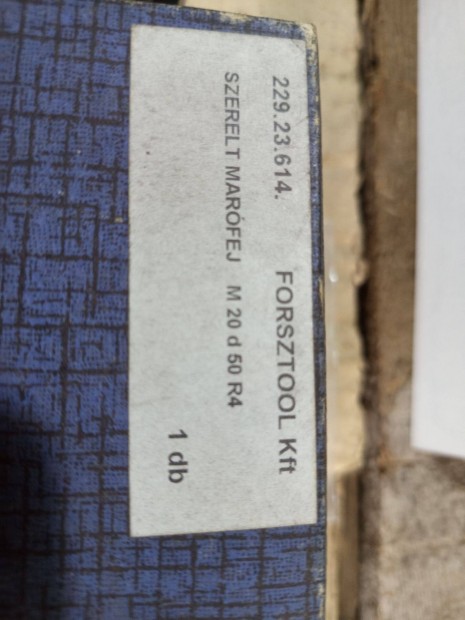 229.23.614. FORSZTOOL Kft
SZERELT MARÓFEJ M 20 d 50 R4
1 db